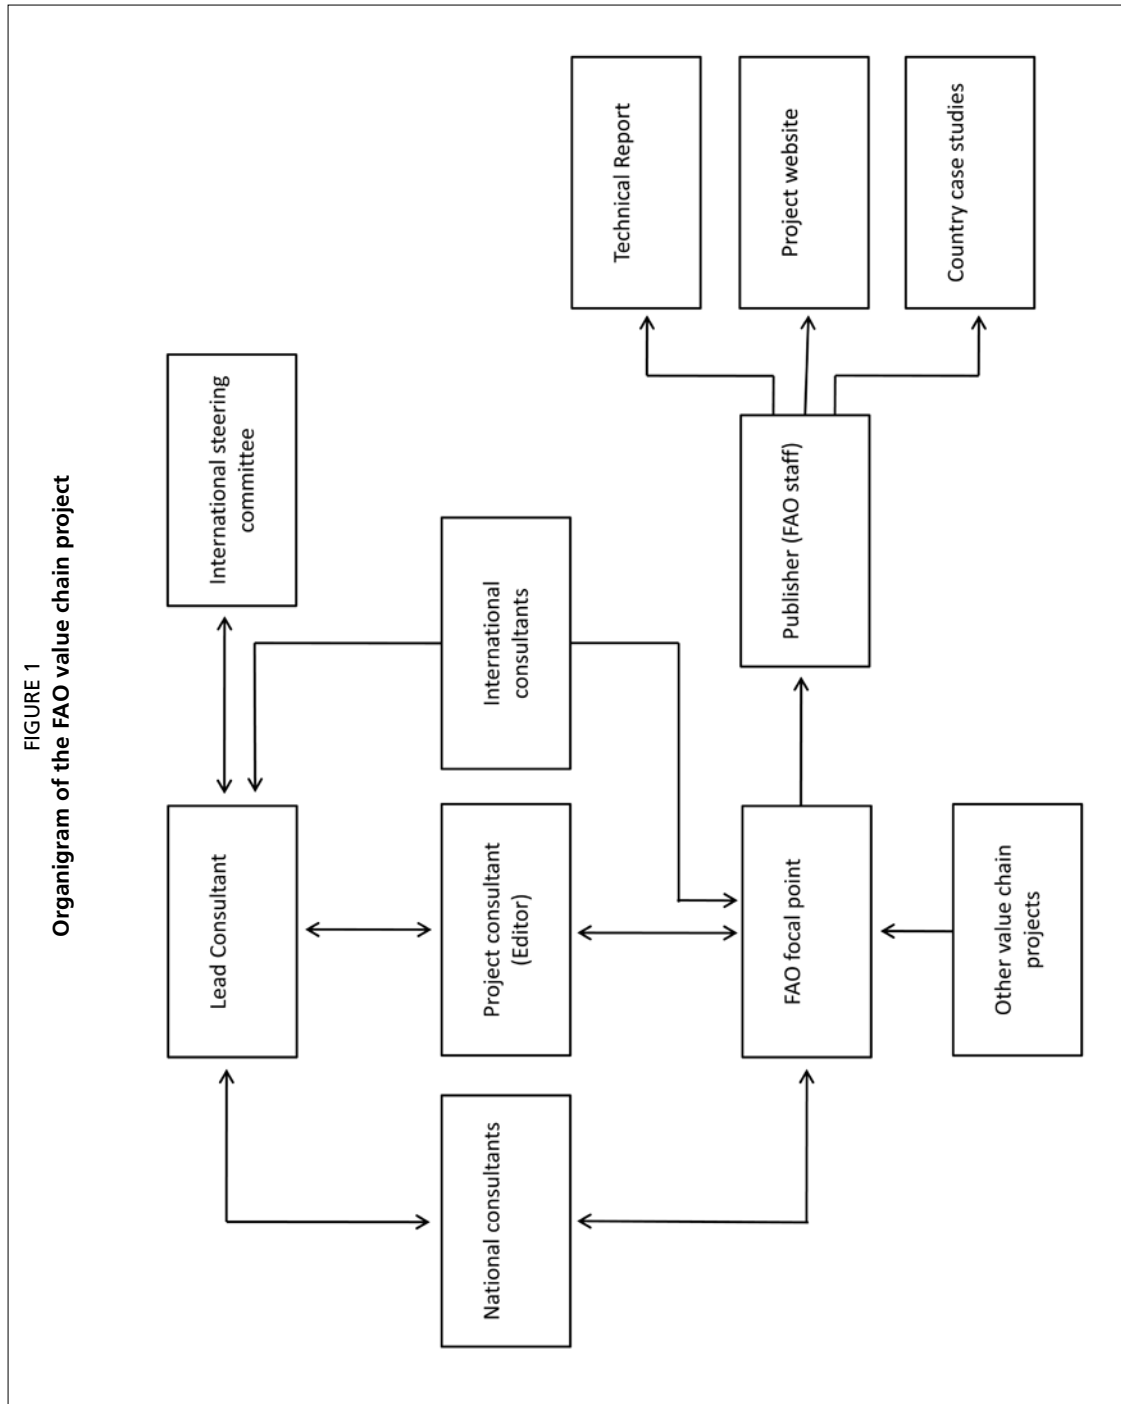 FIGURE 1
Organigram of the FAO value chain project
Lead Consultant
International steering
committee
National consultants
Project consultant
(Editor)
International
consultants
Technical Report
FAO focal point
Publisher (FAO staff)
Project website
Other value chain
projects
Country case studies